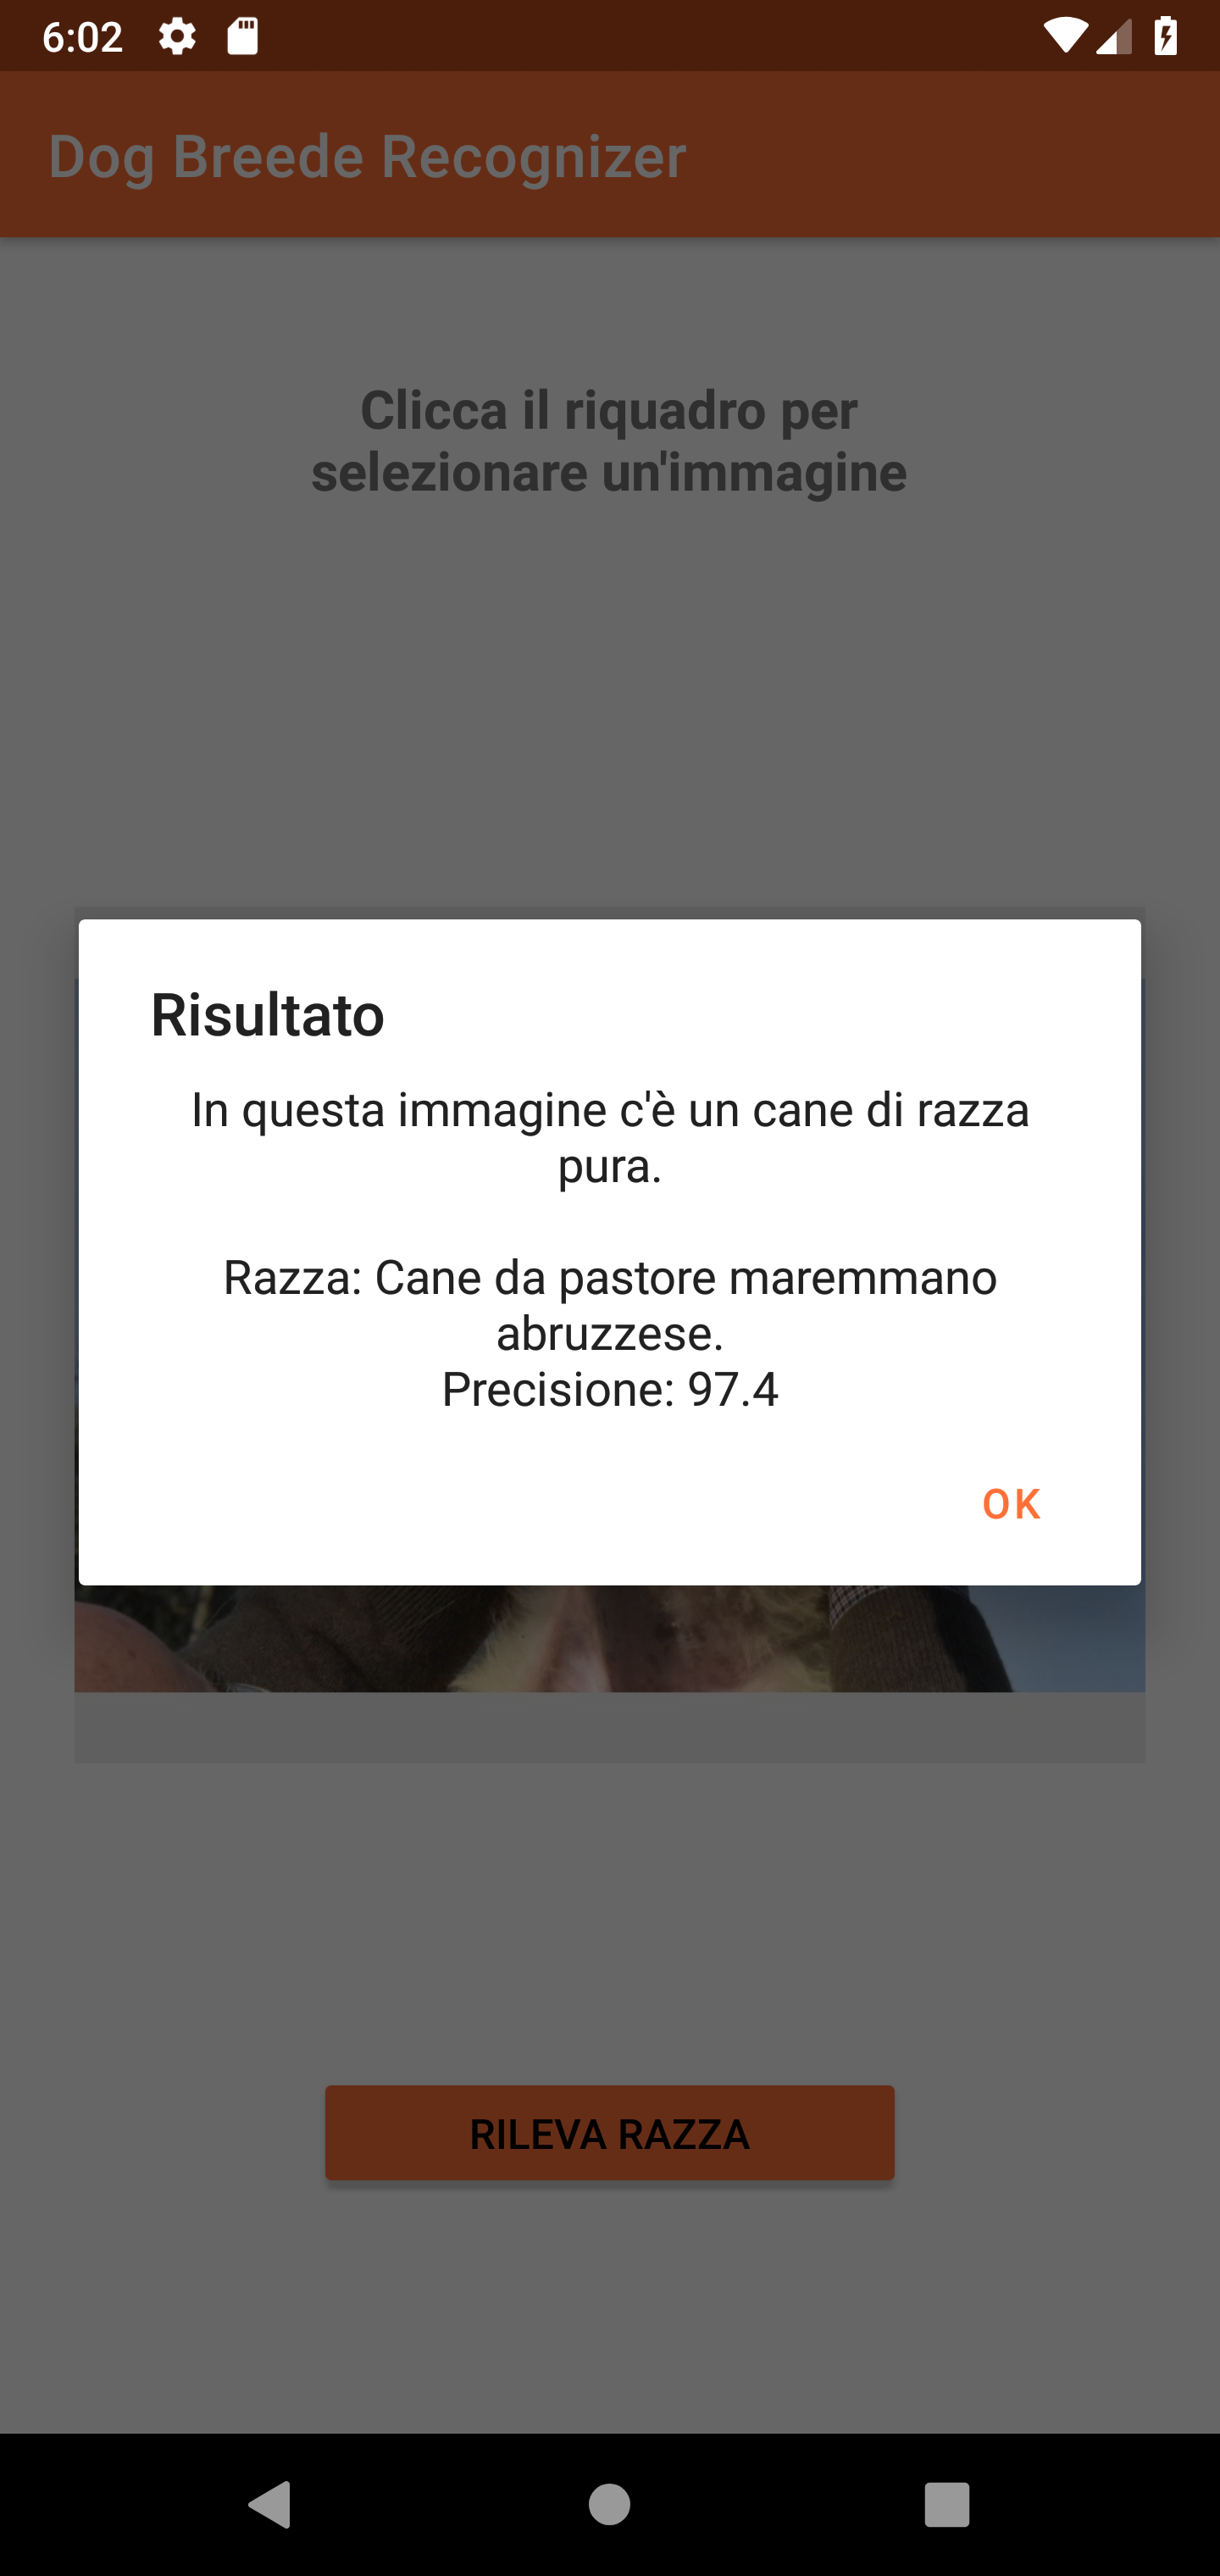 6:02
Dog Breede Recognizer
Clicca il riquadro per
selezionare un'immagine
Risultato
In questa immagine c'è un cane di razza
pura.
Razza: Cane da pastore maremmano
abruzzese.
Precisione: 97.4
OK
RILEVA RAZZA